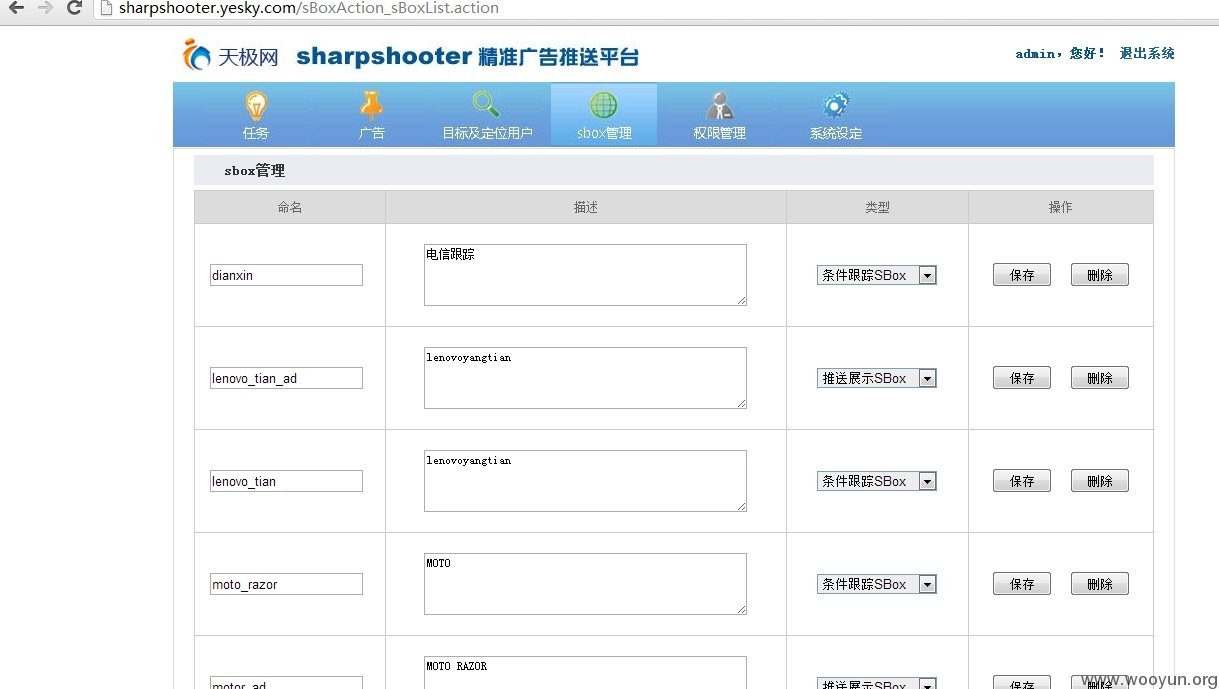 sharpshooter.yesky.com/sBoxAction_sBoxList.action
天极网 sharpshooter 精准广告推送平台
admin，您好！ 退出系统
任务 广告 目标及定位用户 sbox管理 权限管理 系统设定
sbox管理
命名 描述 类型 操作
dianxin 电信跟踪 条件跟踪SBox 保存 删除
lenovo_tian_ad lenovoyangtian 推送展示SBox 保存 删除
lenovo_tian lenovoyangtian 条件跟踪SBox 保存 删除
moto_razor MOTO 条件跟踪SBox 保存 删除
motor_ad MOTO RAZOR 推送展示SBox 保存 删除
www.wooyun.org